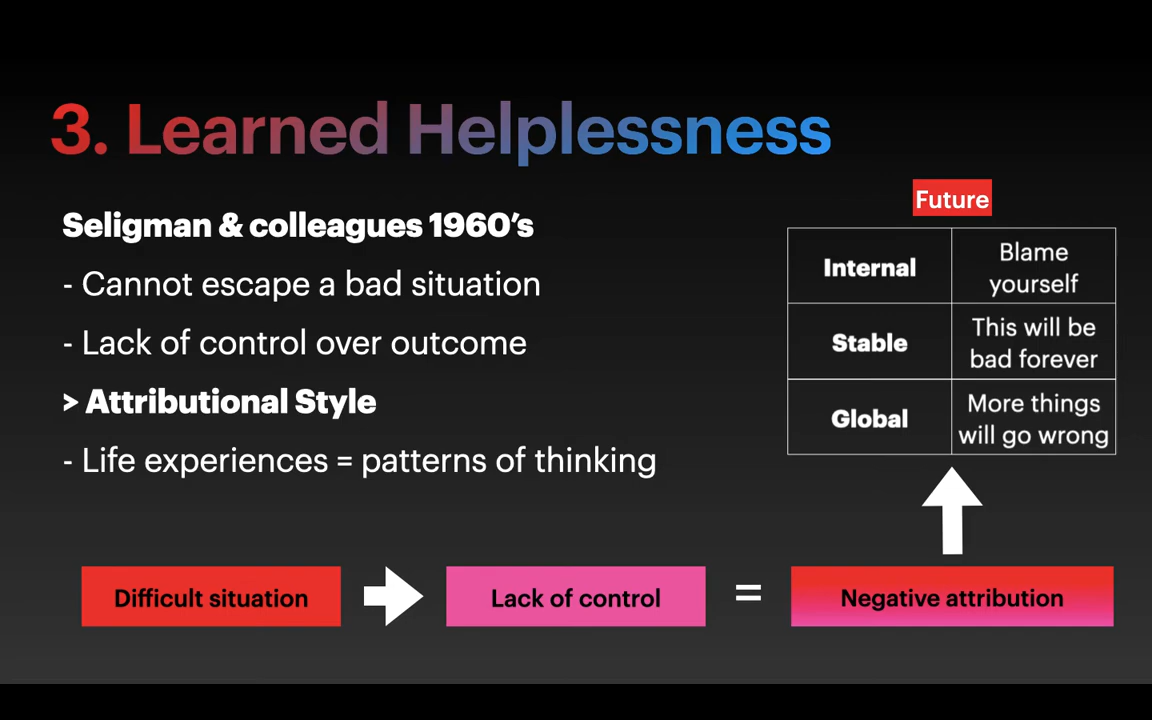 3. Learned Helplessness
Seligman & colleagues 1960's
- Cannot escape a bad situation
- Lack of control over outcome
> Attributional Style
- Life experiences = patterns of thinking
Future
Internal
Blame
yourself
Stable
This will be
bad forever
Global
More things
will go wrong
Difficult situation
Lack of control
=
Negative attribution